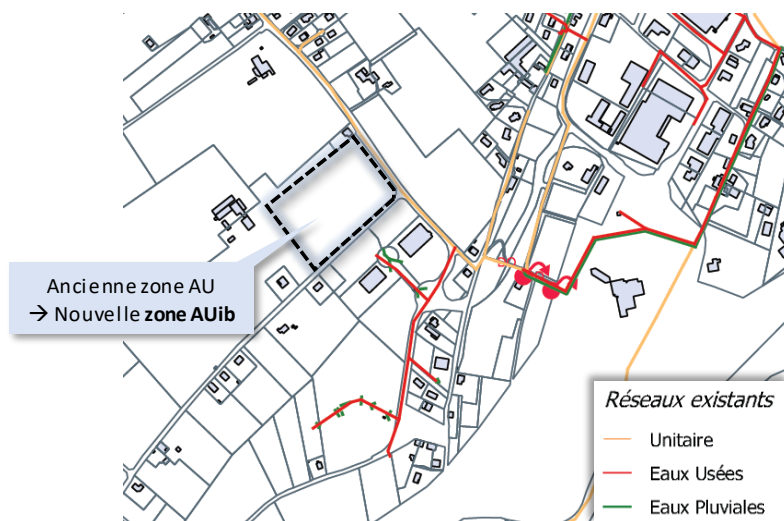 Ancienne zone AU
→ Nouvelle zone AUib
Réseaux existants
Unitaire
Eaux Usées
Eaux Pluviales